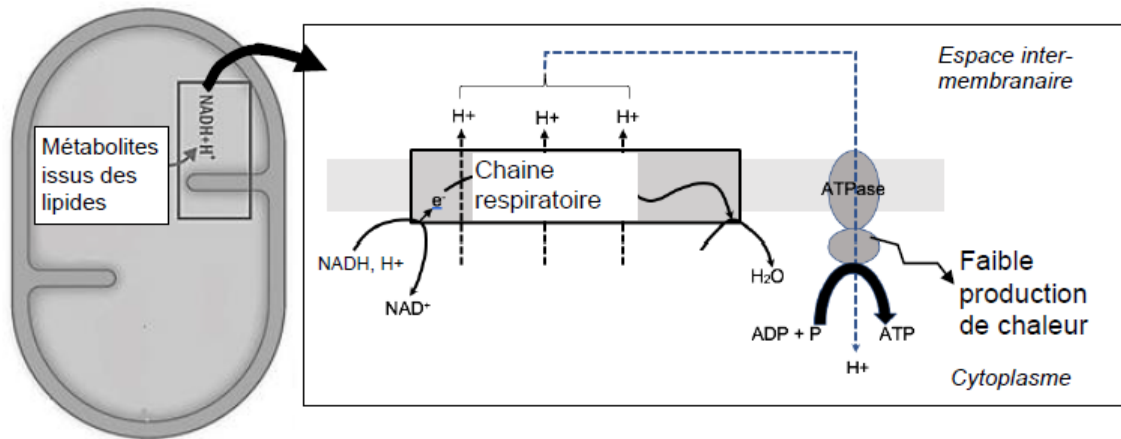 NADH+H⁺
Métabolites
issus des
lipides
Espace inter-
membranaire
H+
H+
H+
Chaine
respiratoire
e-
ATPase
NADH, H+
NAD⁺
H₂O
Faible
production
de chaleur
ADP + P
ATP
H+
Cytoplasme